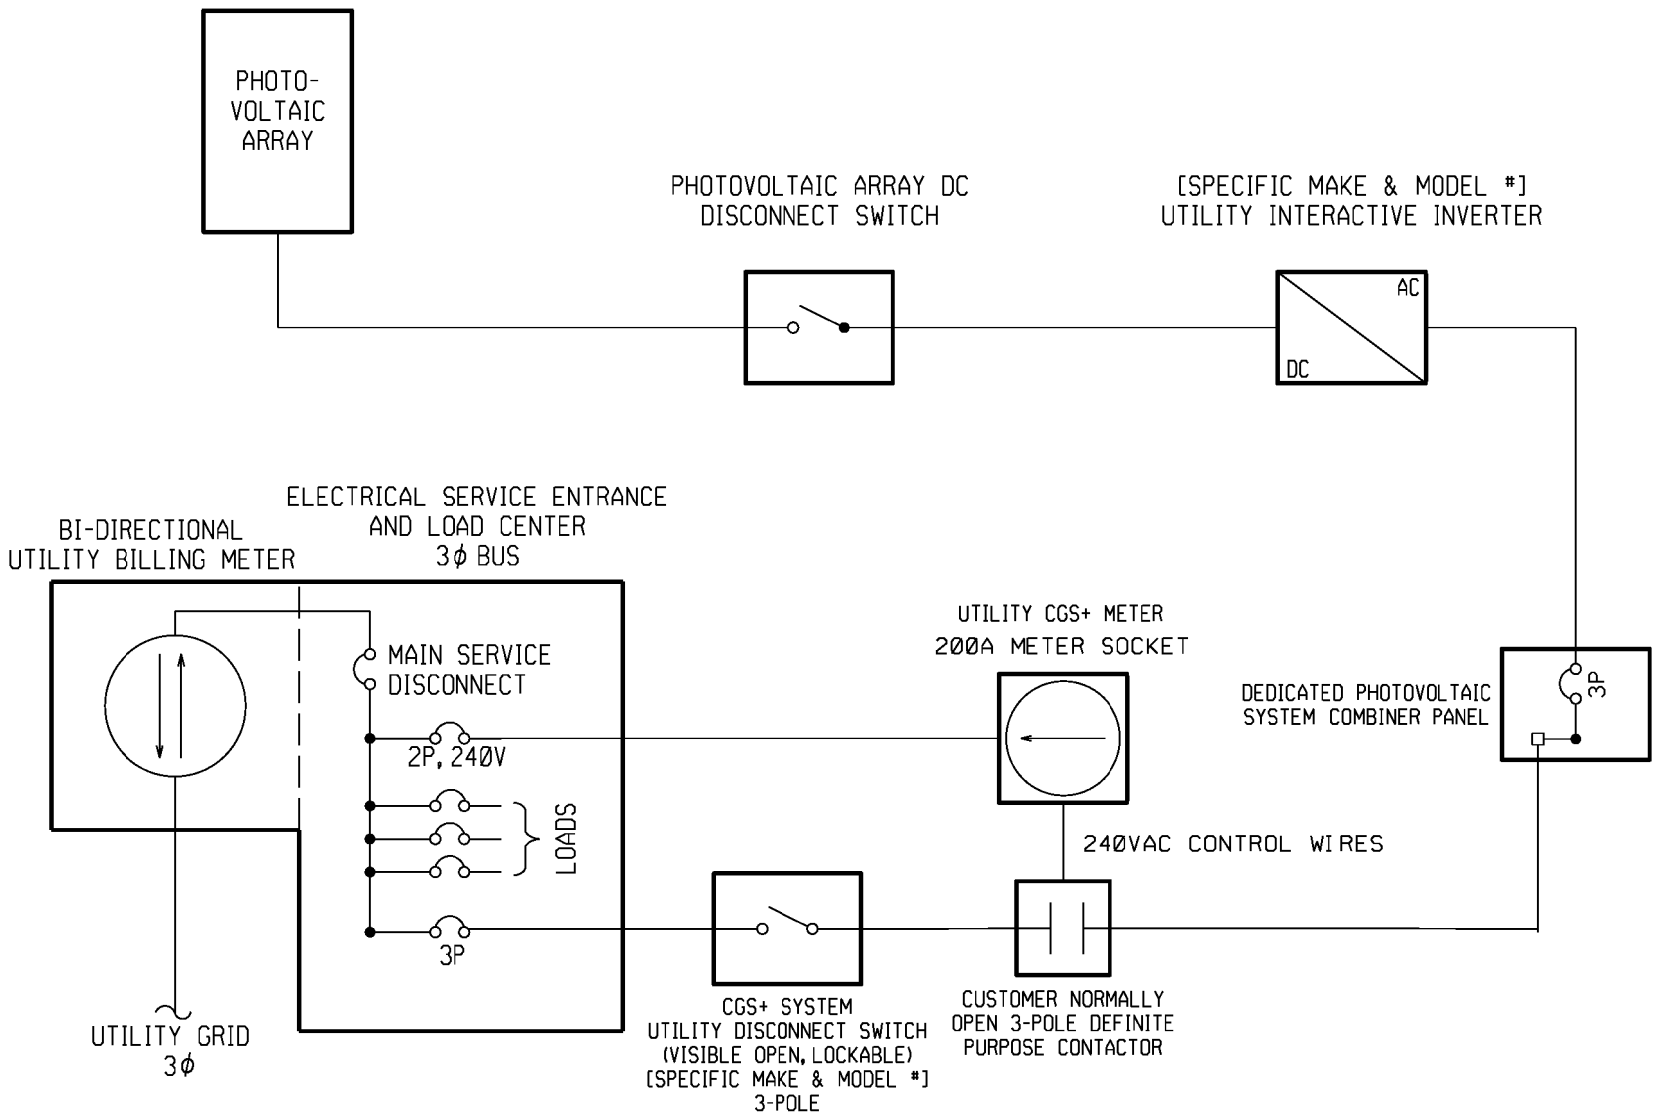 PHOTO-
VOLTAIC
ARRAY
PHOTOVOLTAIC ARRAY DC
DISCONNECT SWITCH
[SPECIFIC MAKE & MODEL #]
UTILITY INTERACTIVE INVERTER
AC
DC
ELECTRICAL SERVICE ENTRANCE
AND LOAD CENTER
3ϕ BUS
BI-DIRECTIONAL
UTILITY BILLING METER
MAIN SERVICE
DISCONNECT
2P, 240V
LOADS
3P
UTILITY CGS+ METER
200A METER SOCKET
DEDICATED PHOTOVOLTAIC
SYSTEM COMBINER PANEL
3P
240VAC CONTROL WIRES
UTILITY GRID
3ϕ
CGS+ SYSTEM
UTILITY DISCONNECT SWITCH
(VISIBLE OPEN, LOCKABLE)
[SPECIFIC MAKE & MODEL #]
3-POLE
CUSTOMER NORMALLY
OPEN 3-POLE DEFINITE
PURPOSE CONTACTOR